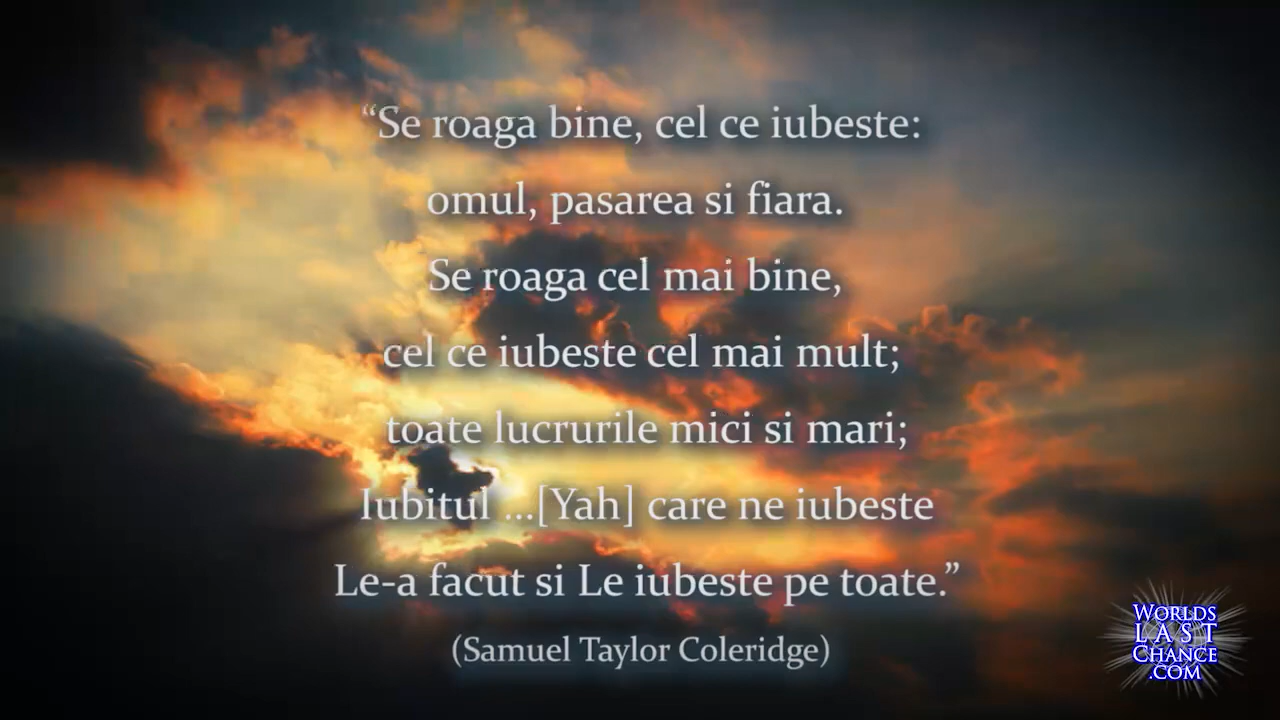 “Se roaga bine, cel ce iubeste:
omul, pasarea si fiara.
Se roaga cel mai bine,
cel ce iubeste cel mai mult;
toate lucrurile mici si mari;
Iubitul ...[Yah] care ne iubeste
Le-a facut si Le iubeste pe toate.”
(Samuel Taylor Coleridge)
WORLDS
LAST
CHANCE
.COM